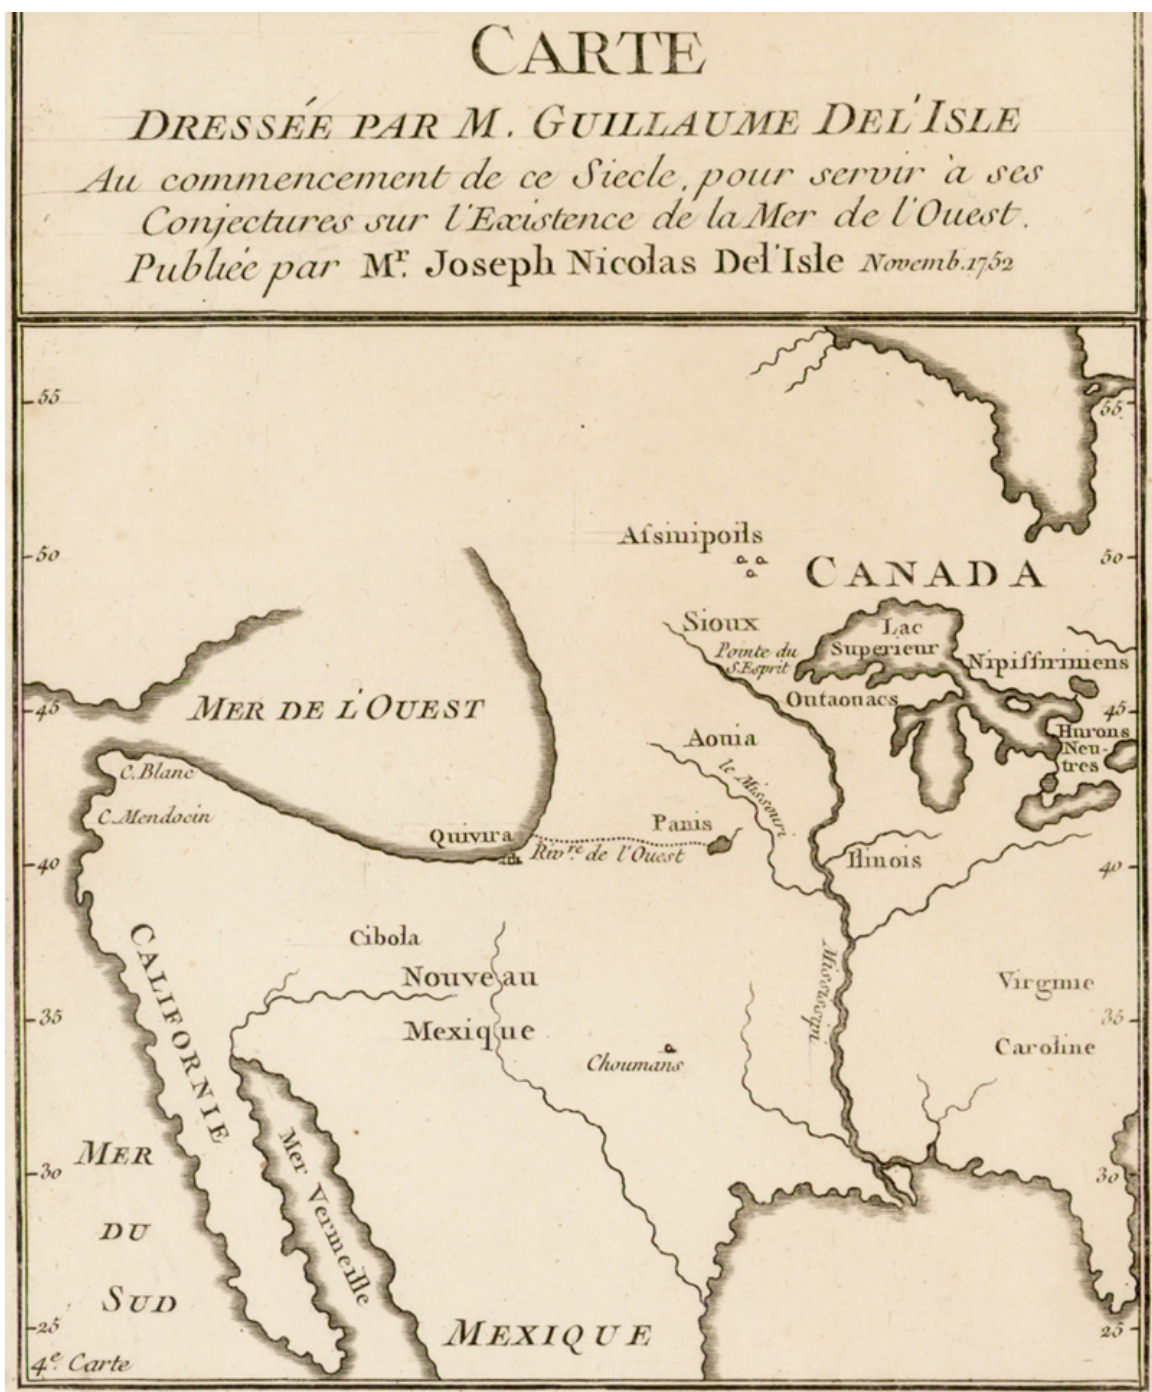 CARTE
DRESSÉE PAR M. GUILLAUME DEL'ISLE
Au commencement de ce Siecle, pour servir à ses
Conjectures sur l'Existence de la Mer de l'Ouest.
Publiée par Mr. Joseph Nicolas Del'Isle Novemb. 1752
55
55
Assinipoils
50
CANADA
50
Sioux
Lac
Superieur
Pointe du
S. Esprit
Nipissiriniens
Outaouacs
45
MER DE L'OUEST
45
Hurons
Neu-
tres
Aouia
le Missouri
C. Blanc
C. Mendocin
Quivira
Panis
Rivre. de l'Ouest
Ilinois
40
40
CALIFORNIE
Cibola
Nouveau
Mexique
Mississipi
Virginie
35
35
Caroline
Choumans
MER
DU
SUD
Mer Vermeille
30
30
MEXIQUE
25
25
4e. Carte